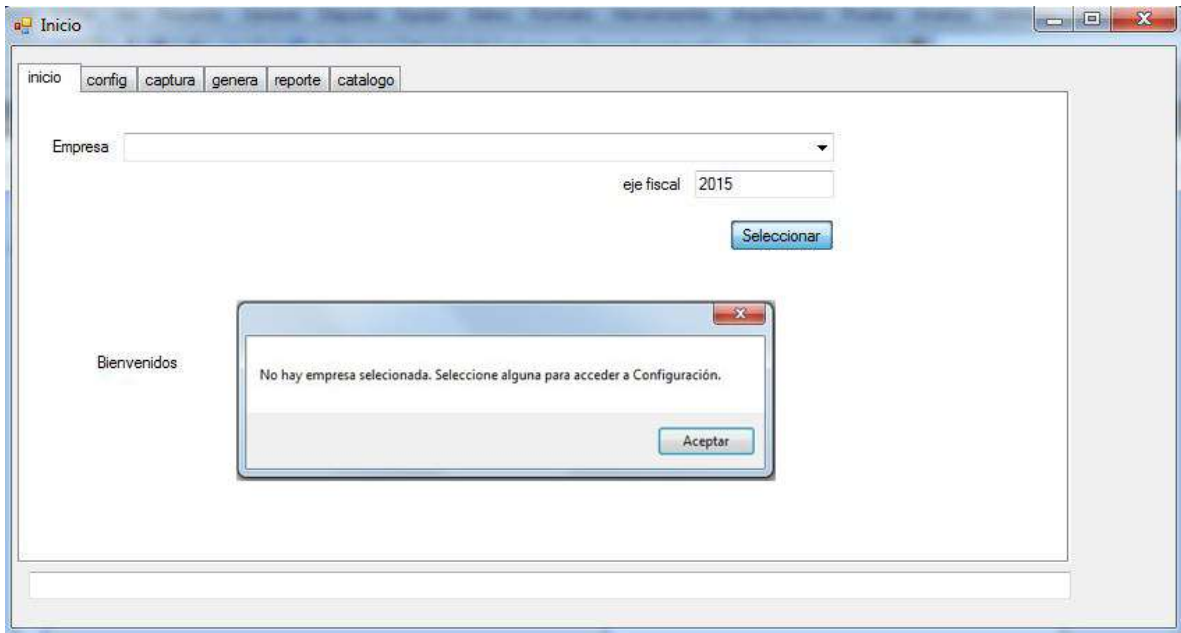 Inicio
inicio config captura genera reporte catalogo
Empresa
eje fiscal 2015
Seleccionar
Bienvenidos
No hay empresa selecionada. Seleccione alguna para acceder a Configuración.
Aceptar